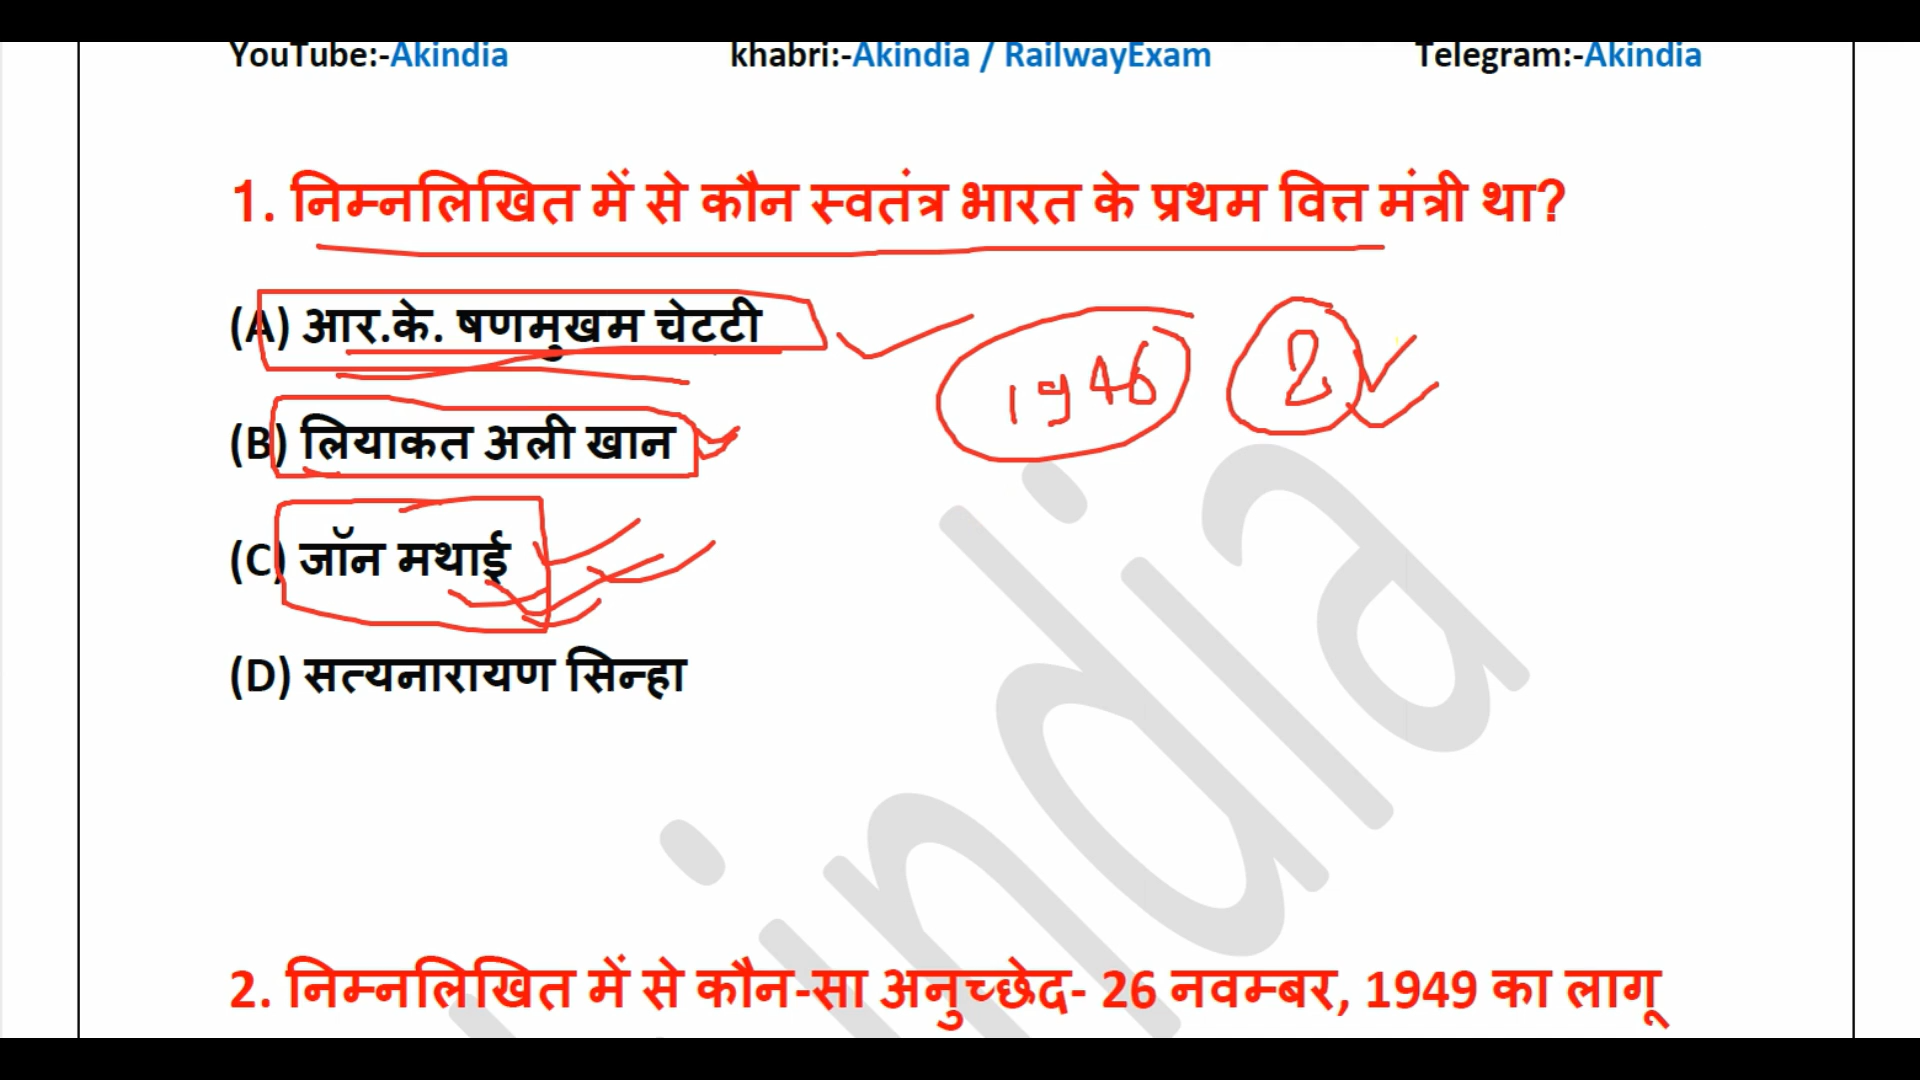 YouTube:-Akindia khabri:-Akindia / RailwayExam Telegram:-Akindia
1. निम्नलिखित में से कौन स्वतंत्र भारत के प्रथम वित्त मंत्री था?
(A) आर.के. षणमुखम चेटटी
1946 2
(B) लियाकत अली खान
(C) जॉन मथाई
(D) सत्यनारायण सिन्हा
india
2. निम्नलिखित में से कौन-सा अनुच्छेद- 26 नवम्बर, 1949 का लागू